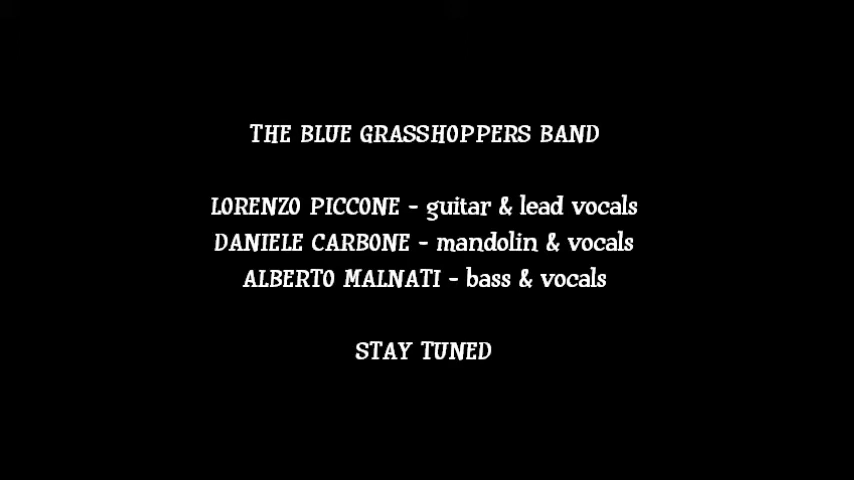 THE BLUE GRASSHOPPERS BAND
LORENZO PICCONE - guitar & lead vocals
DANIELE CARBONE - mandolin & vocals
ALBERTO MALNATI - bass & vocals
STAY TUNED